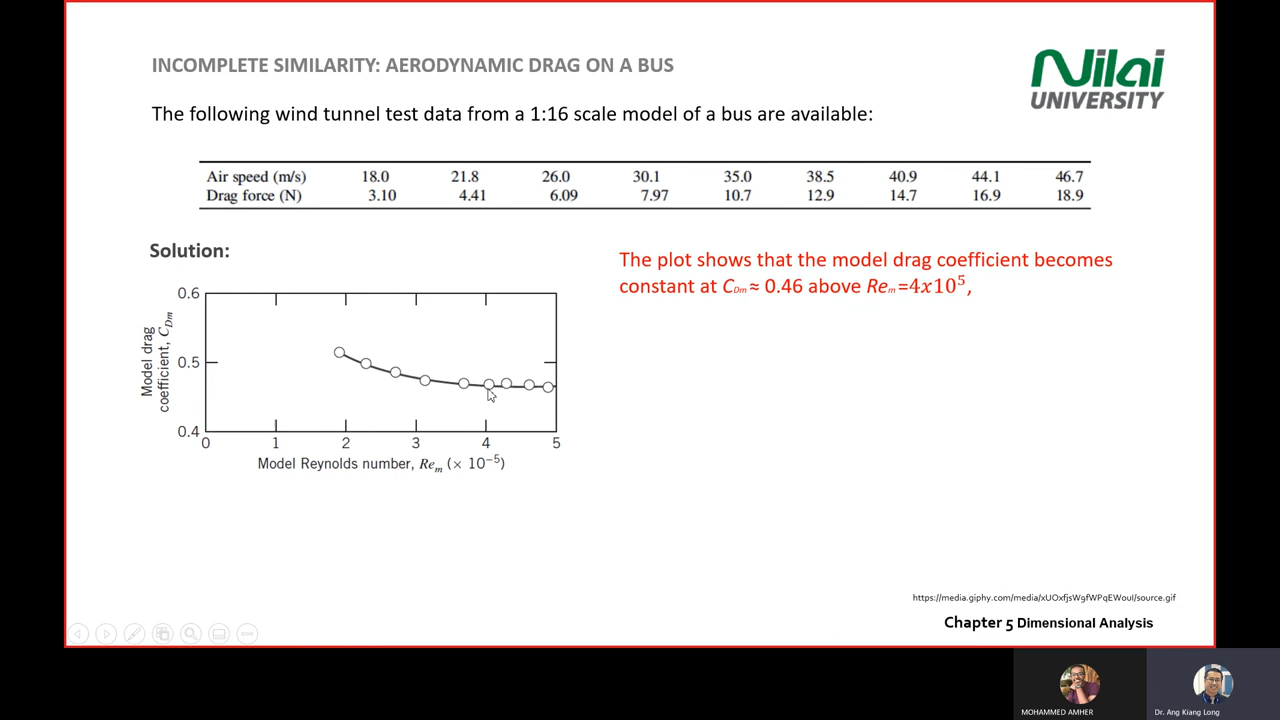 INCOMPLETE SIMILARITY: AERODYNAMIC DRAG ON A BUS
Nilai
UNIVERSITY
The following wind tunnel test data from a 1:16 scale model of a bus are available:
Air speed (m/s) 18.0 21.8 26.0 30.1 35.0 38.5 40.9 44.1 46.7
Drag force (N) 3.10 4.41 6.09 7.97 10.7 12.9 14.7 16.9 18.9
Solution:
The plot shows that the model drag coefficient becomes
constant at C_Dm ≈ 0.46 above Re_m =4x10⁵,
Model drag
coefficient, C_Dm
0.6
0.5
0.4
0 1 2 3 4 5
Model Reynolds number, Re_m (× 10⁻⁵)
https://media.giphy.com/media/xUOxfjsW9fWPqEWouI/source.gif
Chapter 5 Dimensional Analysis
MOHAMMED AMHER
Dr. Ang Kiang Long